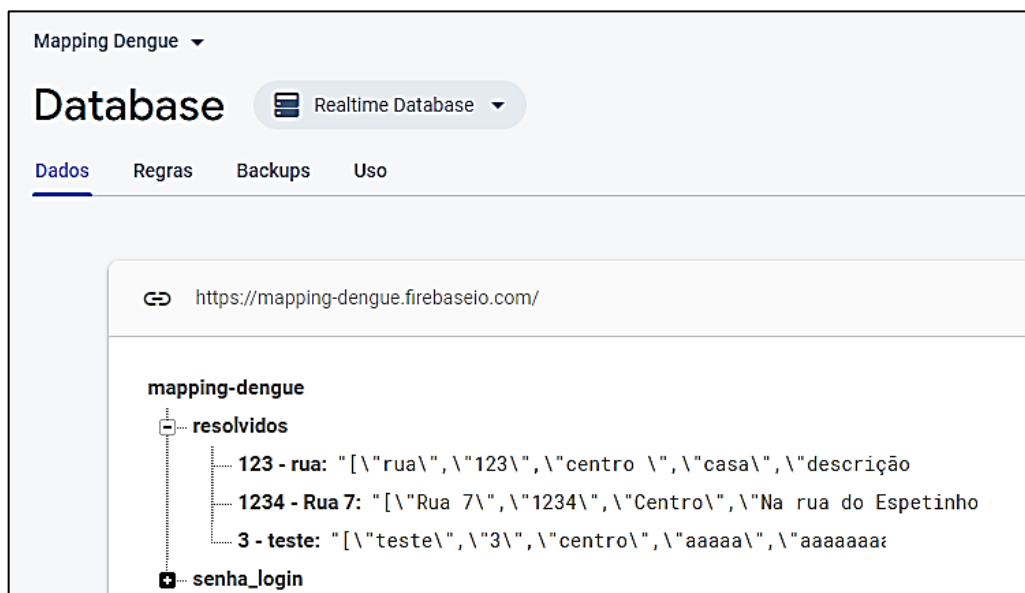 Mapping Dengue
Database Realtime Database
Dados Regras Backups Uso
https://mapping-dengue.firebaseio.com/
mapping-dengue
resolvidos
123 - rua: "[\"rua\",\"123\",\"centro \",\"casa\",\"descrição
1234 - Rua 7: "[\"Rua 7\",\"1234\",\"Centro\",\"Na rua do Espetinho
3 - teste: "[\"teste\",\"3\",\"centro\",\"aaaaa\",\"aaaaaaaa
senha_login